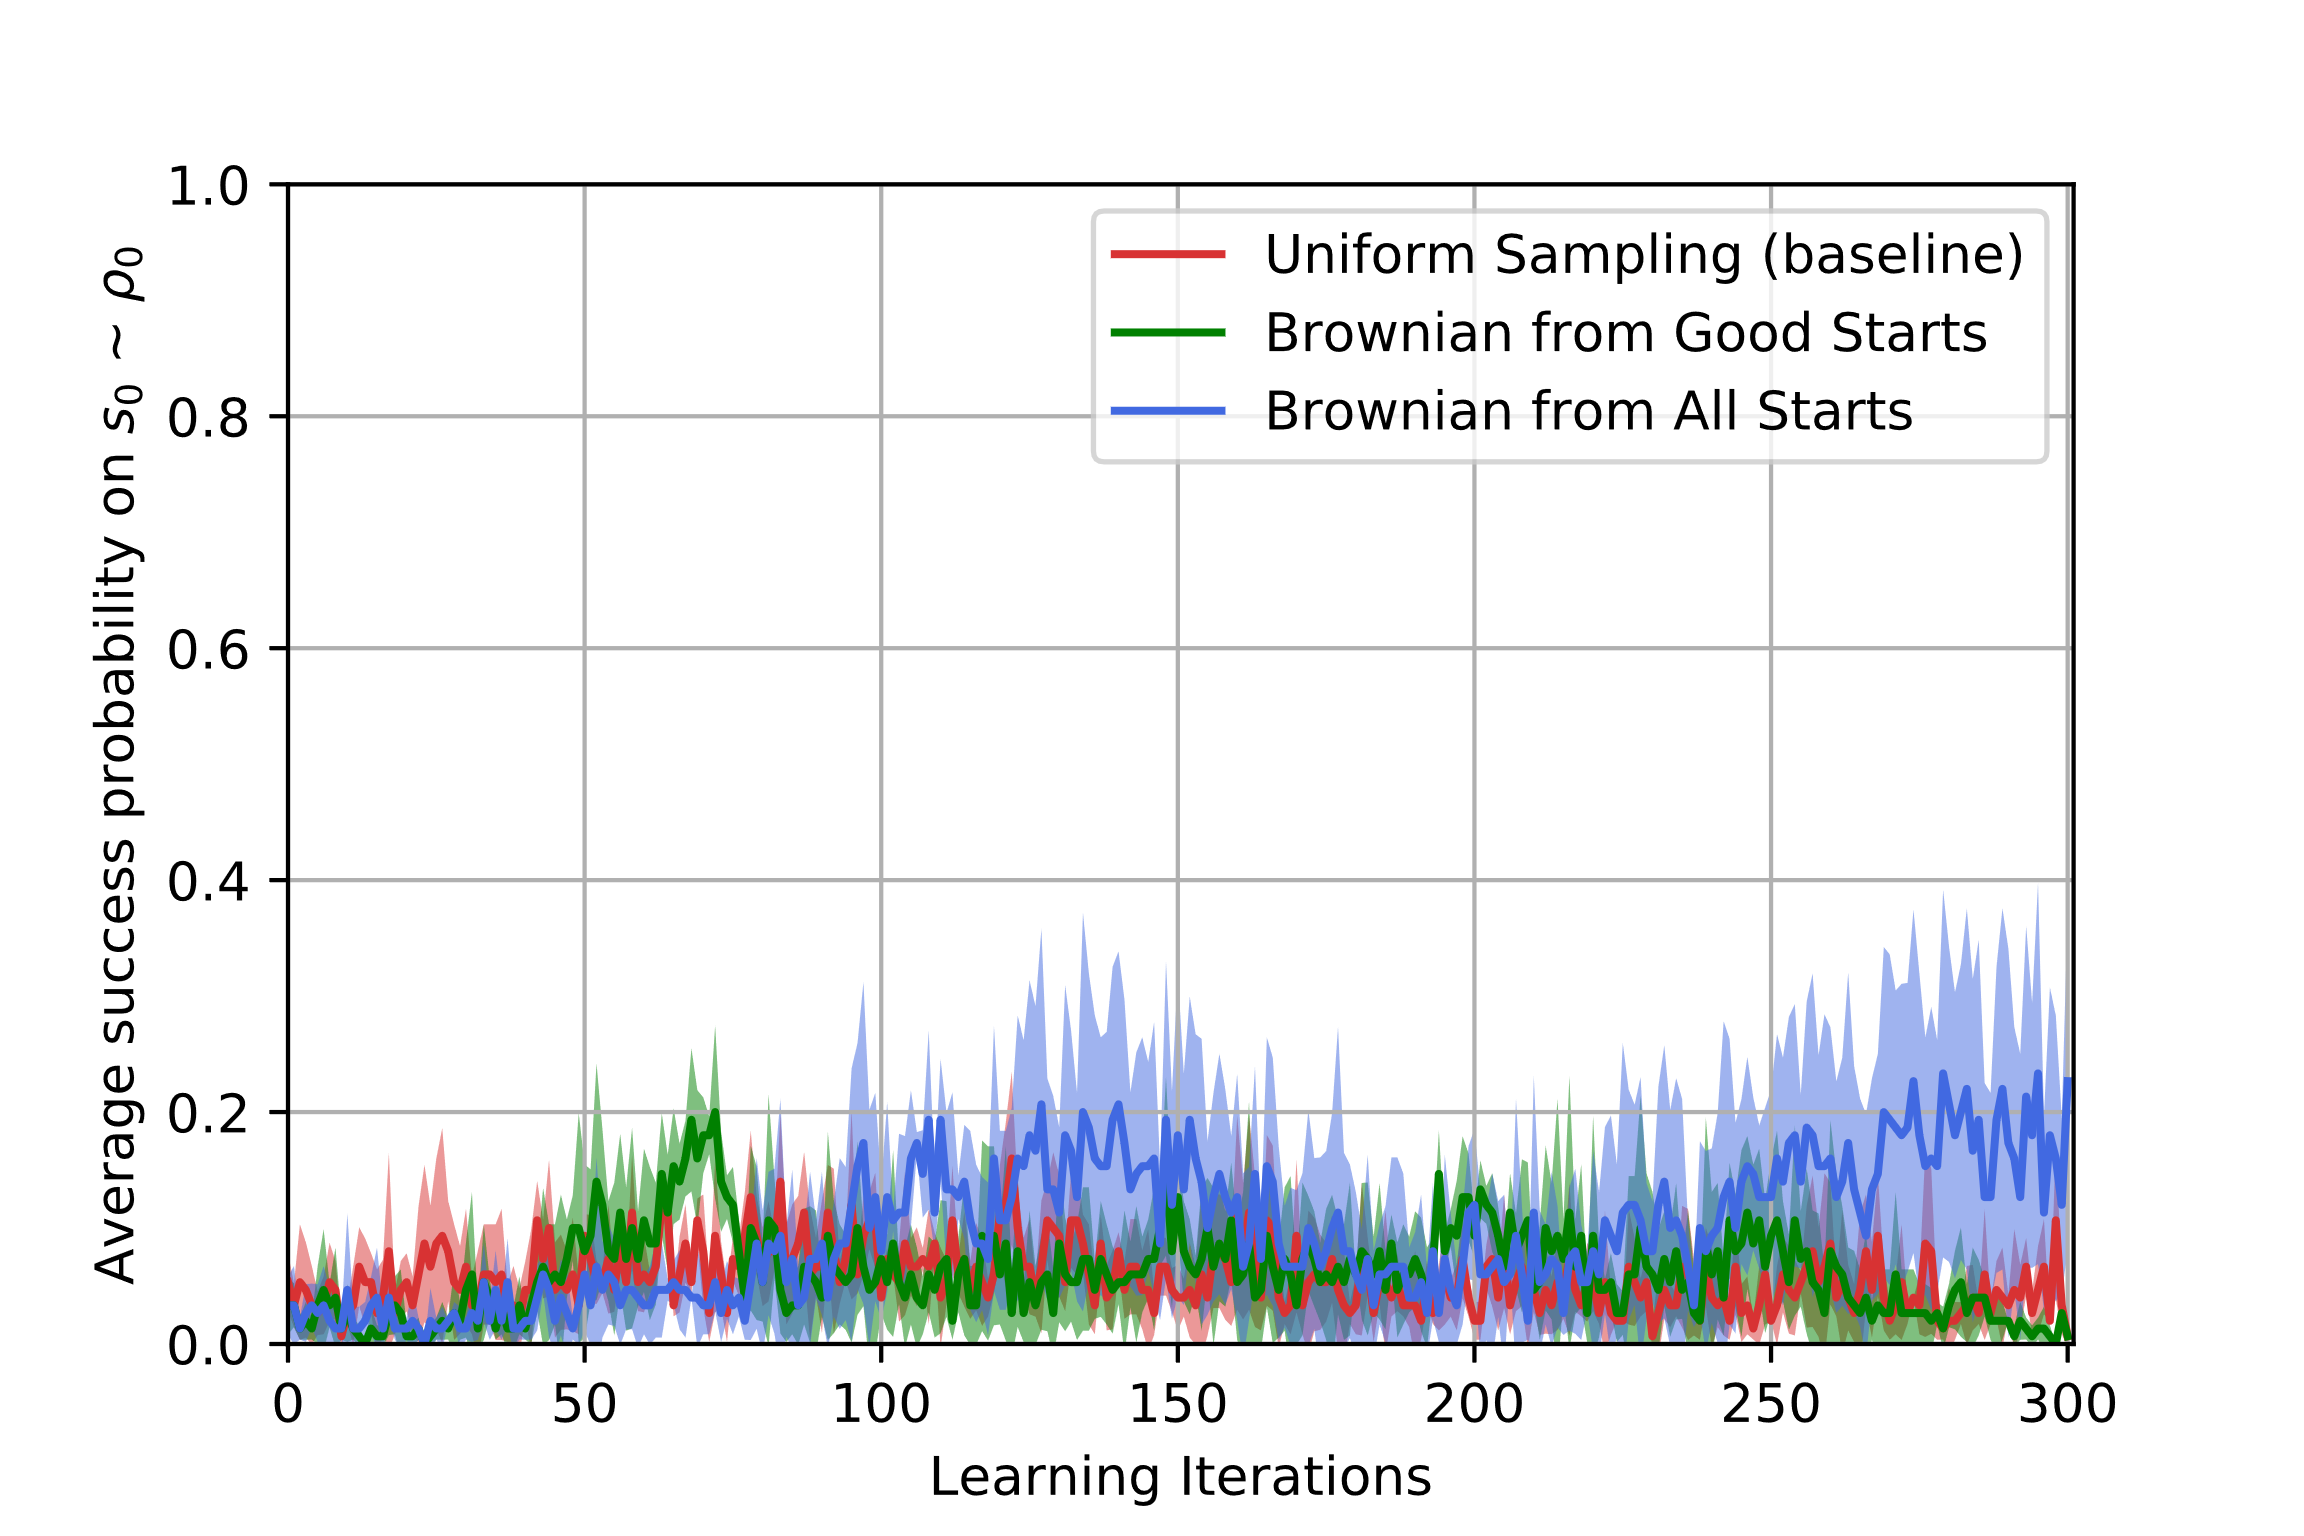 Average success probability on s₀ ~ ρ₀
1.0
0.8
0.6
0.4
0.2
0.0
Uniform Sampling (baseline)
Brownian from Good Starts
Brownian from All Starts
0 50 100 150 200 250 300
Learning Iterations